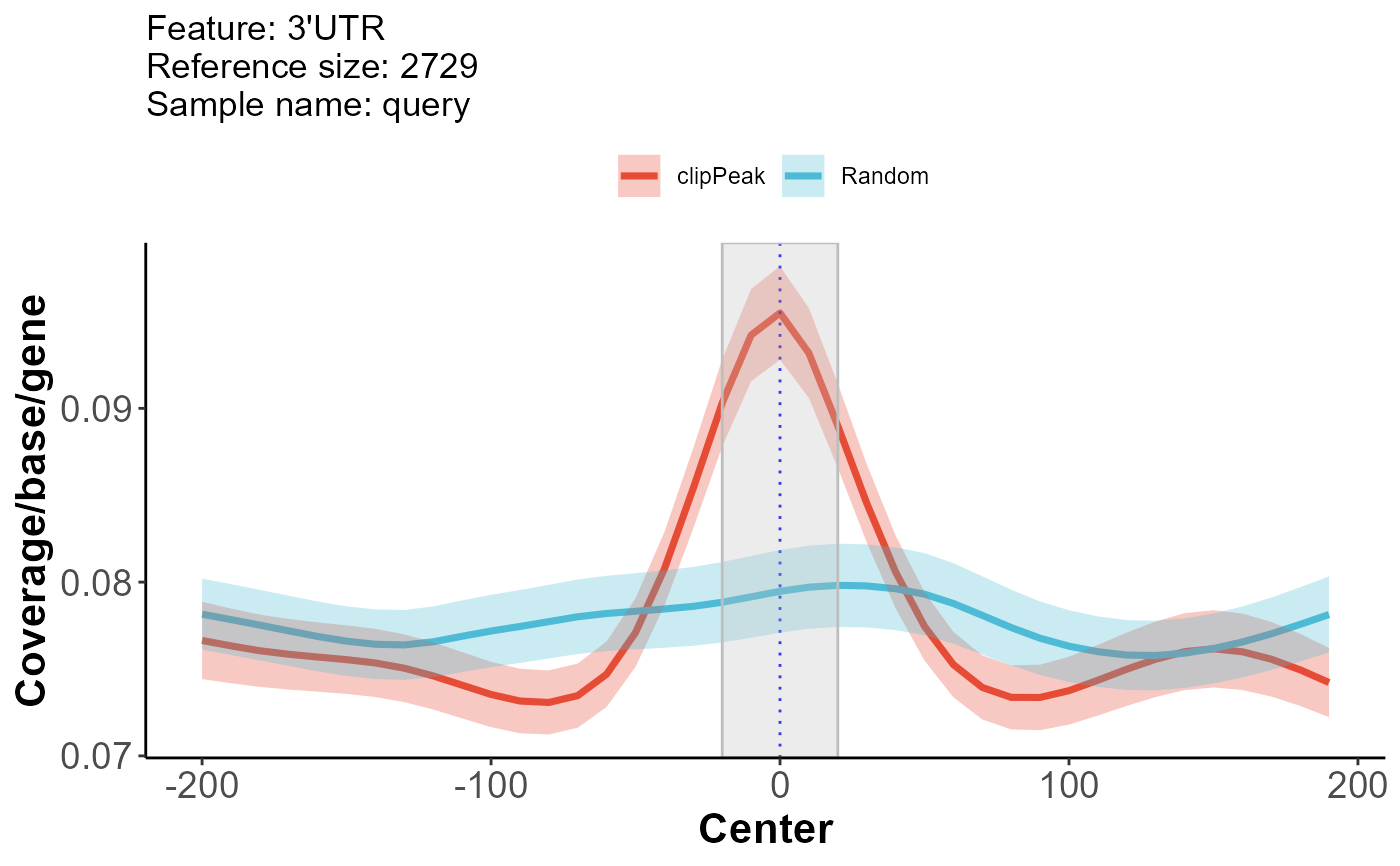 Feature: 3'UTR
Reference size: 2729
Sample name: query
clipPeak Random
Coverage/base/gene
0.09
0.08
0.07
-200 -100 0 100 200
Center